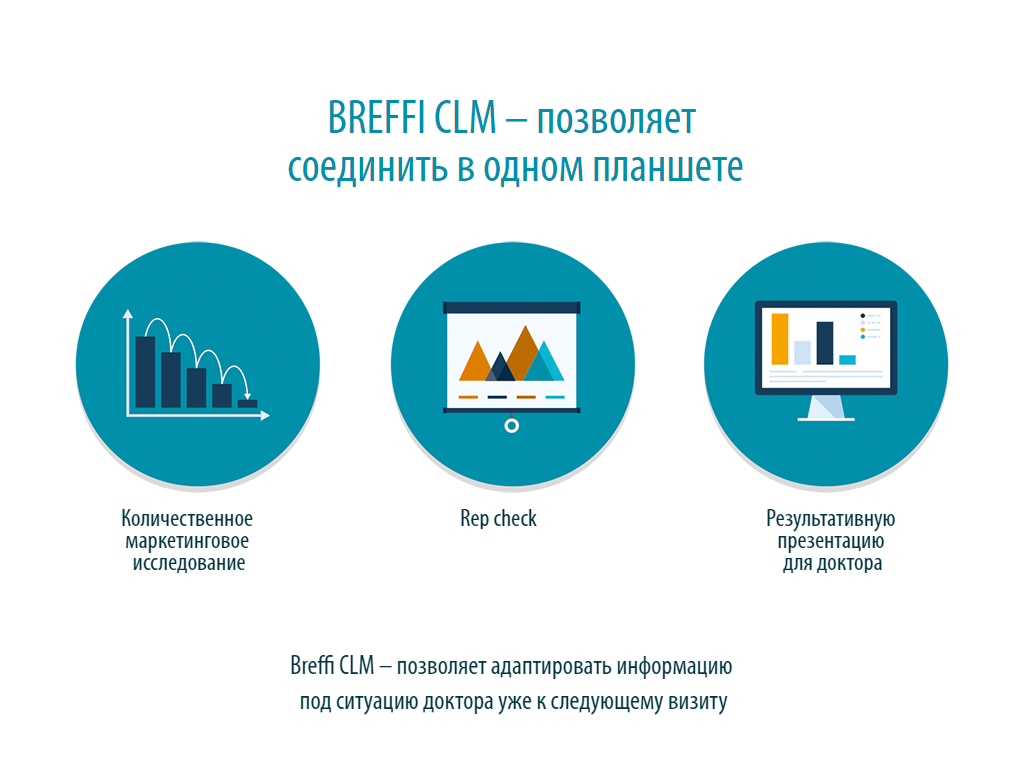 BREFFI CLM – позволяет
соединить в одном планшете
Количественное
маркетинговое
исследование
Rep check
Результативную
презентацию
для доктора
Breffi CLM – позволяет адаптировать информацию
под ситуацию доктора уже к следующему визиту